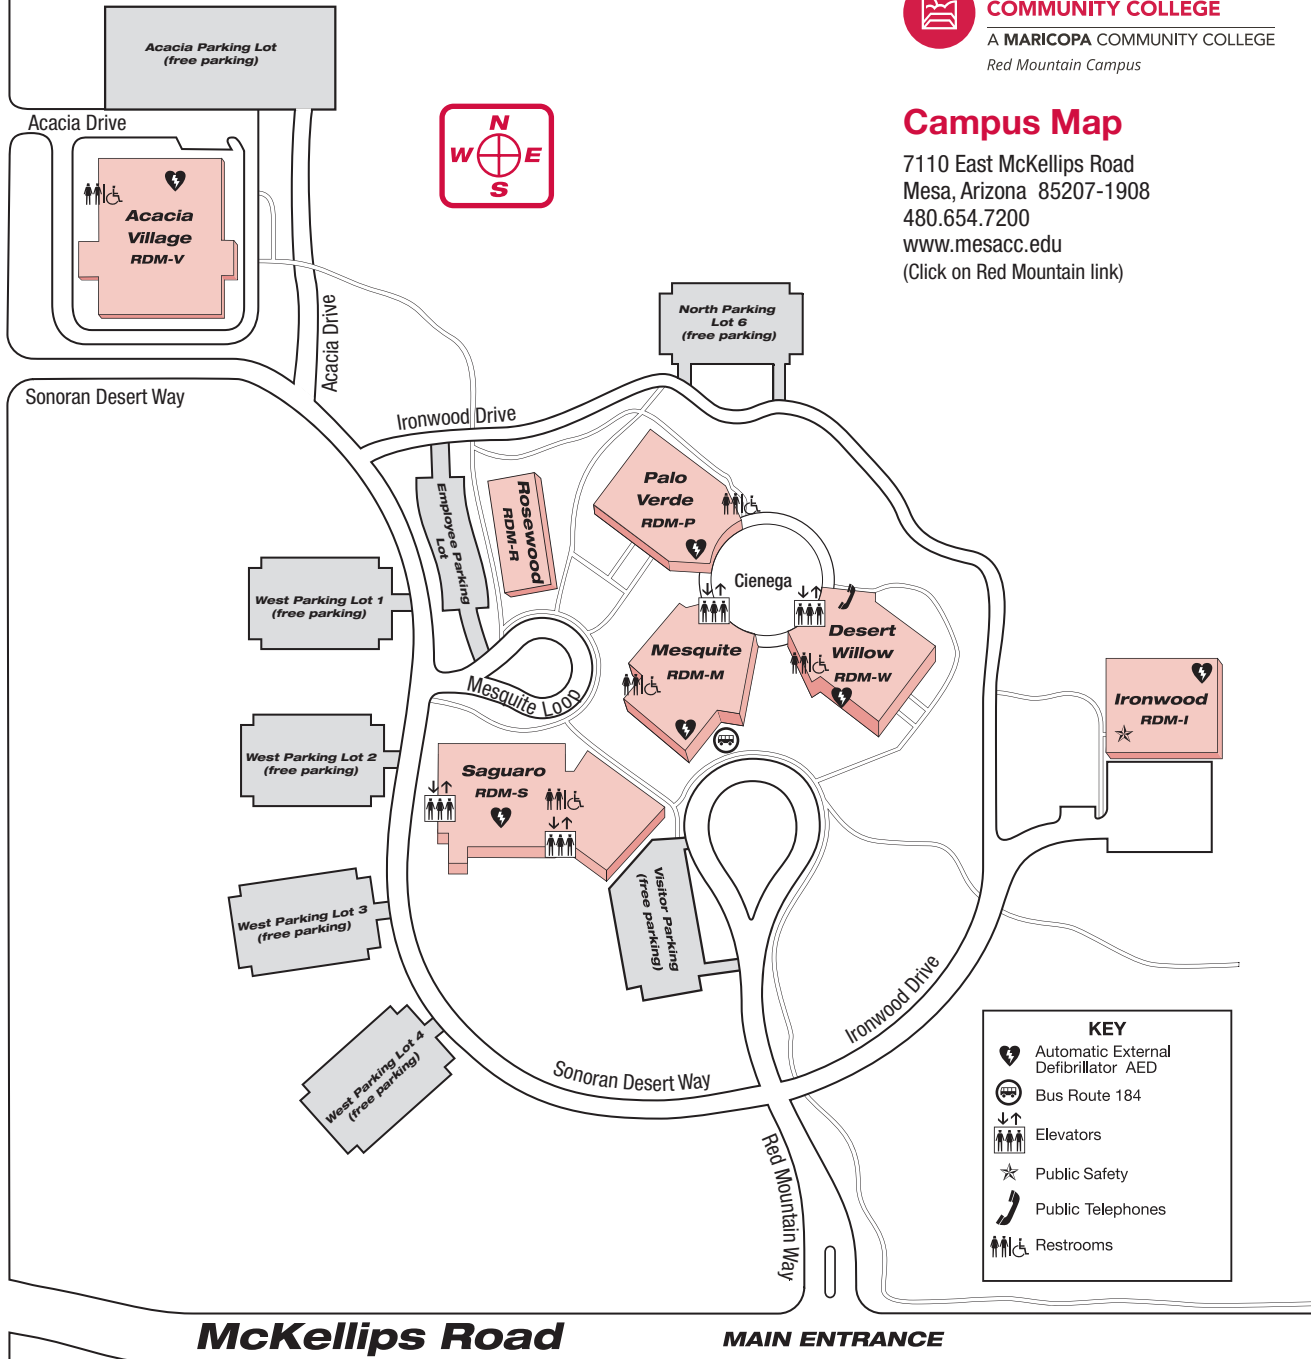 COMMUNITY COLLEGE
A MARICOPA COMMUNITY COLLEGE
Red Mountain Campus
Campus Map
7110 East McKellips Road
Mesa, Arizona 85207-1908
480.654.7200
www.mesacc.edu
(Click on Red Mountain link)
N
W E
S
Acacia Parking Lot
(free parking)
Acacia Drive
Acacia
Village
RDM-V
Acacia Drive
Sonoran Desert Way
North Parking
Lot 6
(free parking)
Ironwood Drive
Employee Parking
Lot
Rosewood
RDM-R
Palo
Verde
RDM-P
Cienega
West Parking Lot 1
(free parking)
Mesquite
RDM-M
Desert
Willow
RDM-W
Mesquite Loop
Ironwood
RDM-I
West Parking Lot 2
(free parking)
Saguaro
RDM-S
Visitor Parking
(free parking)
West Parking Lot 3
(free parking)
West Parking Lot 4
(free parking)
Ironwood Drive
Sonoran Desert Way
Red Mountain Way
KEY
Automatic External
Defibrillator AED
Bus Route 184
Elevators
Public Safety
Public Telephones
Restrooms
McKellips Road
MAIN ENTRANCE